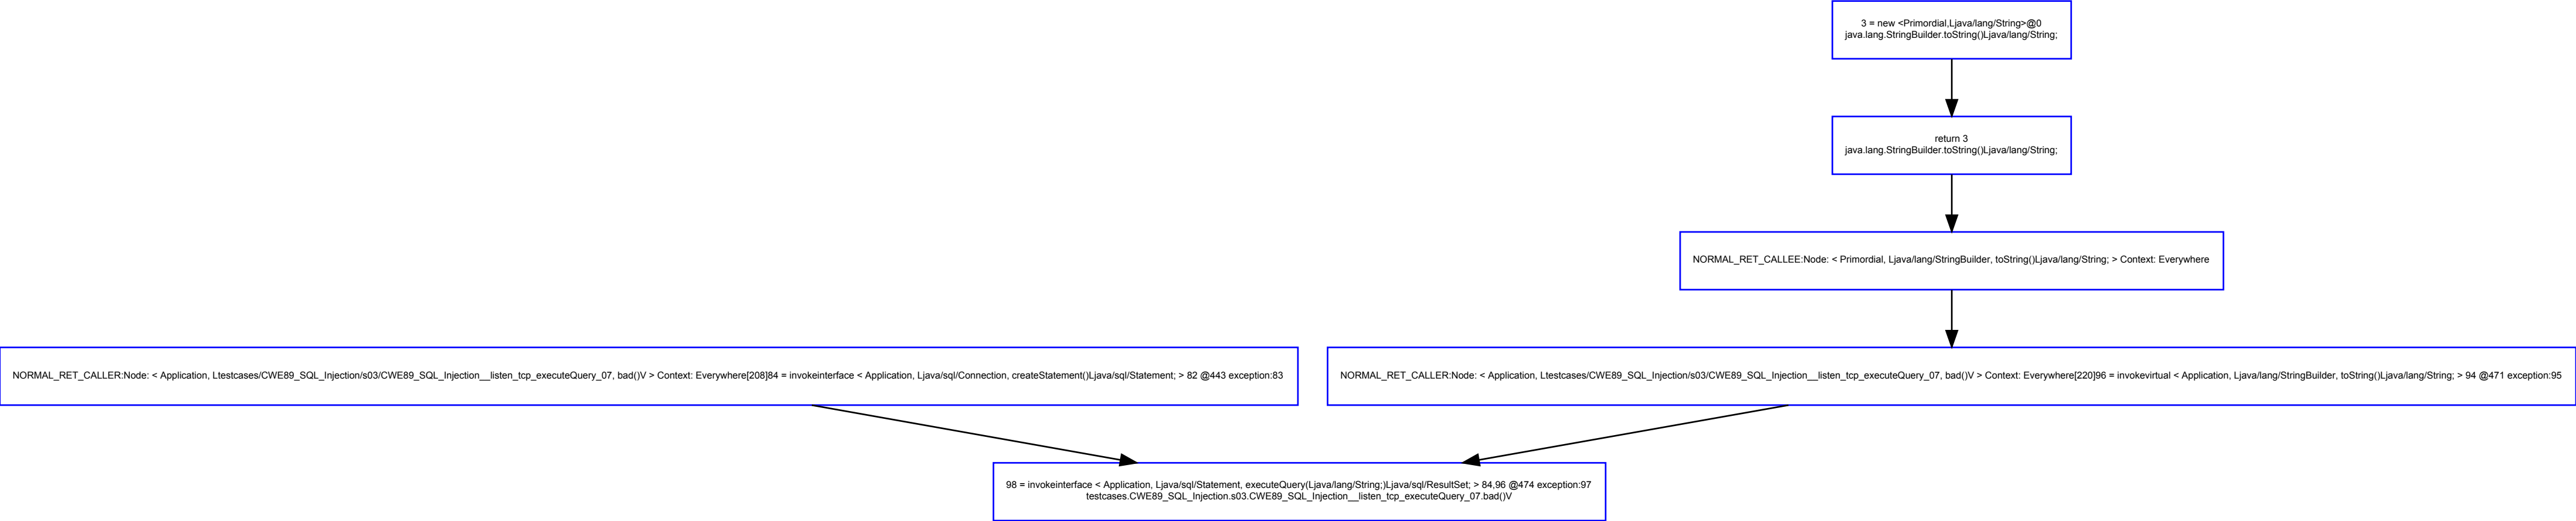 3 = new <Primordial,Ljava/lang/String>@0
java.lang.StringBuilder.toString()Ljava/lang/String;
return 3
java.lang.StringBuilder.toString()Ljava/lang/String;
NORMAL_RET_CALLEE:Node: < Primordial, Ljava/lang/StringBuilder, toString()Ljava/lang/String; > Context: Everywhere
NORMAL_RET_CALLER:Node: < Application, Ltestcases/CWE89_SQL_Injection/s03/CWE89_SQL_Injection__listen_tcp_executeQuery_07, bad()V > Context: Everywhere[208]84 = invokeinterface < Application, Ljava/sql/Connection, createStatement()Ljava/sql/Statement; > 82 @443 exception:83
NORMAL_RET_CALLER:Node: < Application, Ltestcases/CWE89_SQL_Injection/s03/CWE89_SQL_Injection__listen_tcp_executeQuery_07, bad()V > Context: Everywhere[220]96 = invokevirtual < Application, Ljava/lang/StringBuilder, toString()Ljava/lang/String; > 94 @471 exception:95
98 = invokeinterface < Application, Ljava/sql/Statement, executeQuery(Ljava/lang/String;)Ljava/sql/ResultSet; > 84,96 @474 exception:97
testcases.CWE89_SQL_Injection.s03.CWE89_SQL_Injection__listen_tcp_executeQuery_07.bad()V